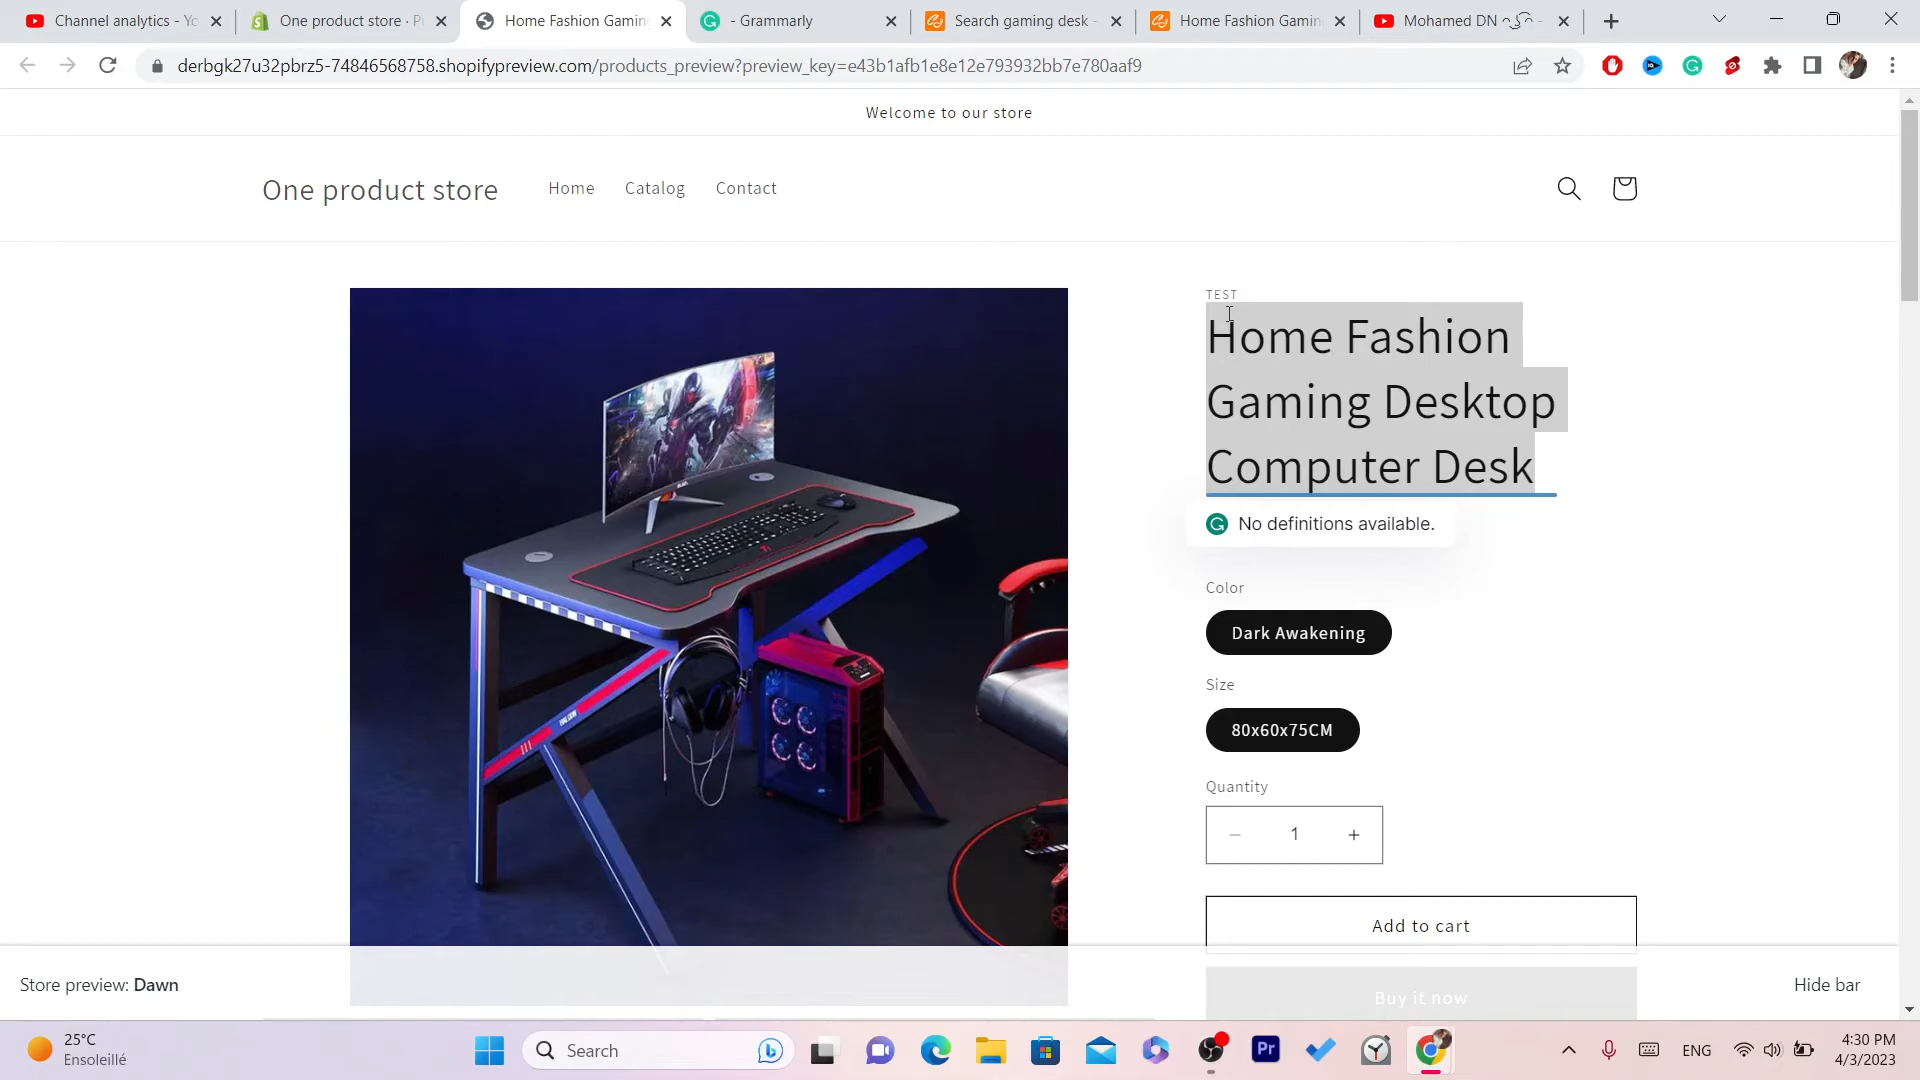 Channel analytics - Yo
One product store · P
Home Fashion Gamin
- Grammarly
Search gaming desk -
Home Fashion Gamin
Mohamed DN
derbgk27u32pbrz5-74846568758.shopifypreview.com/products_preview?preview_key=e43b1afb1e8e12e793932bb7e780aaf9
Welcome to our store
One product store
Home
Catalog
Contact
TEST
Home Fashion
Gaming Desktop
Computer Desk
No definitions available.
Color
Dark Awakening
Size
80x60x75CM
Quantity
1
Add to cart
Buy it now
Store preview: Dawn
Hide bar
25°C
Ensoleillé
Search
Pr
ENG
4:30 PM
4/3/2023